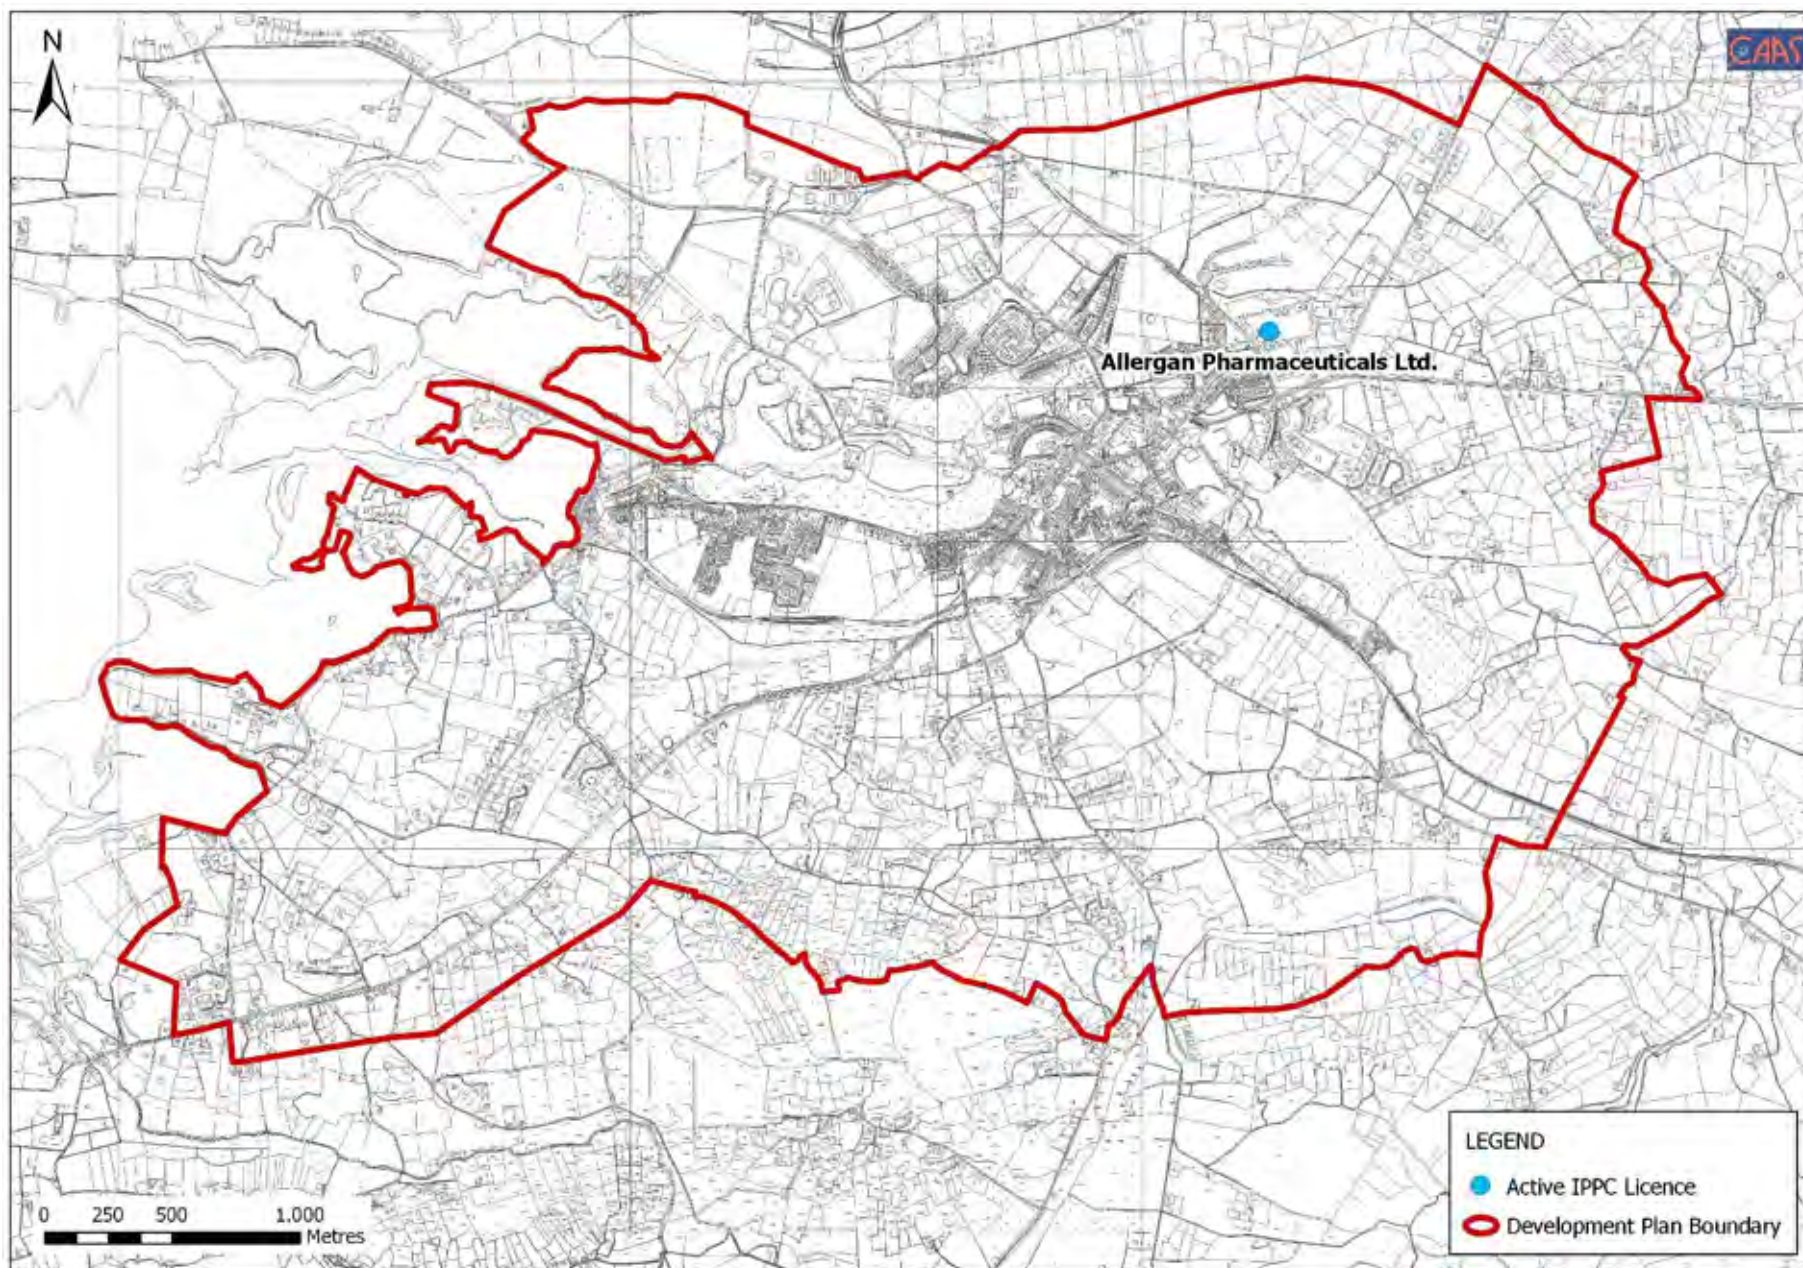 N
CAAS
Allergan Pharmaceuticals Ltd.
LEGEND
Active IPPC Licence
Development Plan Boundary
0 250 500 1.000
Metres